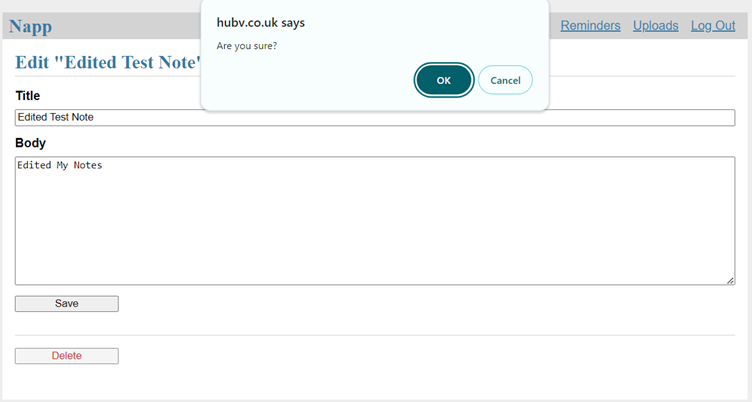 hubv.co.uk says
Are you sure?
OK Cancel
Napp Reminders Uploads Log Out
Edit "Edited Test Note"
Title
Edited Test Note
Body
Edited My Notes
Save
Delete